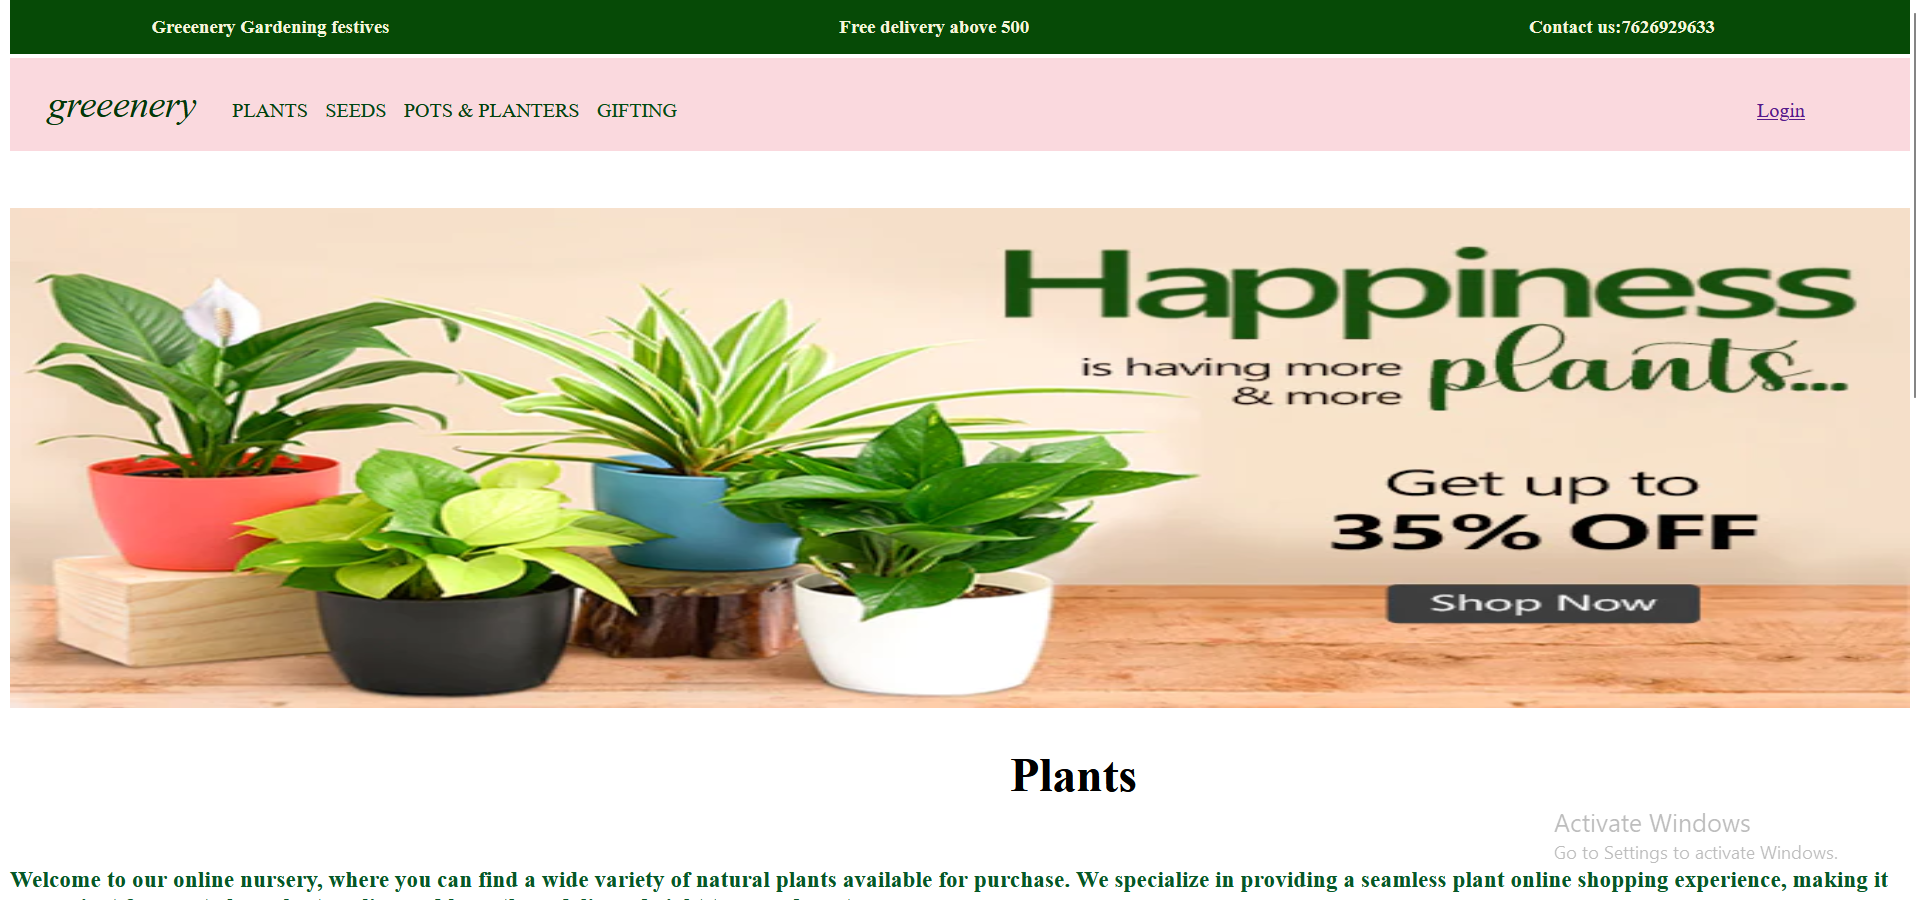 Greeenery Gardening festives Free delivery above 500 Contact us:7626929633
greeenery PLANTS SEEDS POTS & PLANTERS GIFTING Login
Happiness
is having more plants...
& more
Get up to
35% OFF
Shop Now
Plants
Activate Windows
Go to Settings to activate Windows.
Welcome to our online nursery, where you can find a wide variety of natural plants available for purchase. We specialize in providing a seamless plant online shopping experience, making it